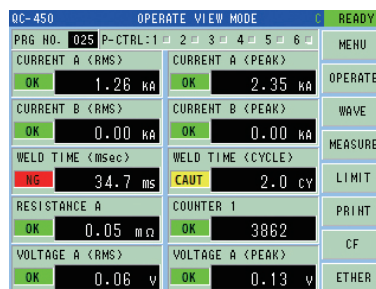 QC-450 OPERATE VIEW MODE C READY
PRG NO. 025 P-CTRL:1 2 3 4 5 6
MENU
CURRENT A (RMS) CURRENT A (PEAK)
OK 1.26 kA OK 2.35 kA
OPERATE
CURRENT B (RMS) CURRENT B (PEAK)
WAVE
OK 0.00 kA OK 0.00 kA
MEASURE
WELD TIME (mSec) WELD TIME (CYCLE)
NG 34.7 ms CAUT 2.0 CY
LIMIT
RESISTANCE A COUNTER 1
PRINT
OK 0.05 mΩ OK 3862
CF
VOLTAGE A (RMS) VOLTAGE A (PEAK)
OK 0.06 V OK 0.13 V
ETHER